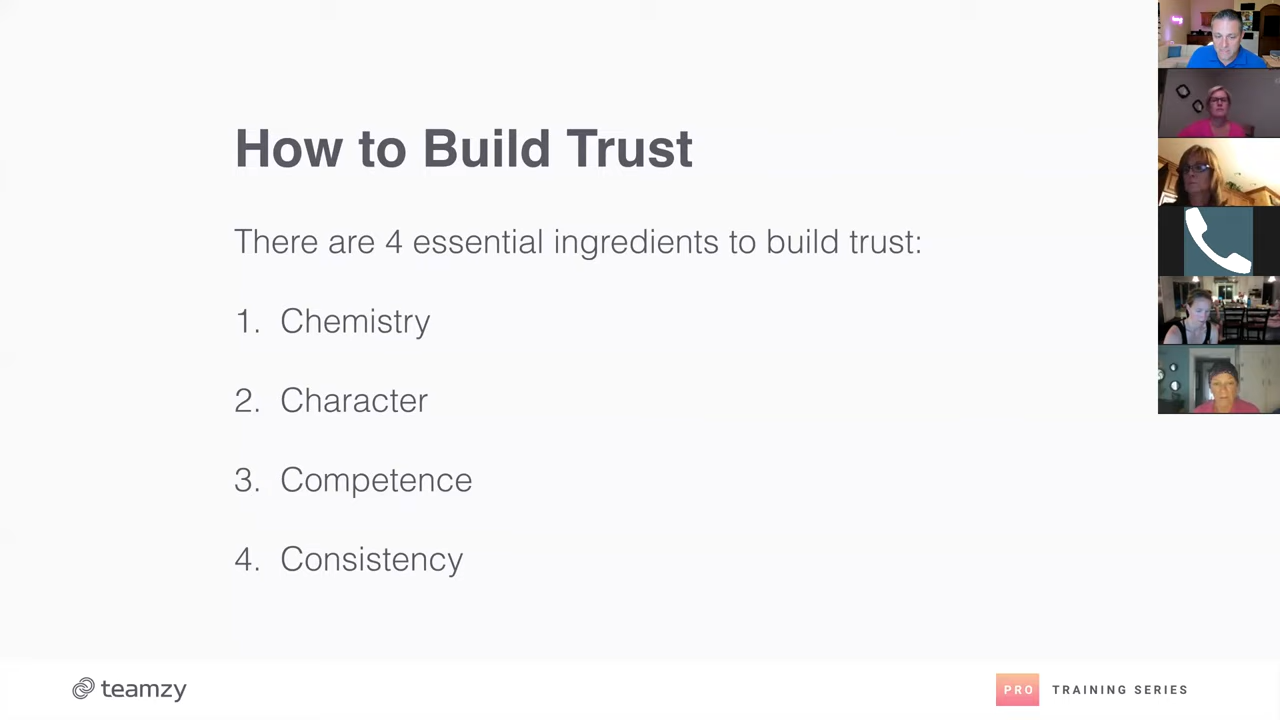 How to Build Trust
There are 4 essential ingredients to build trust:
1. Chemistry
2. Character
3. Competence
4. Consistency
teamzy
PRO TRAINING SERIES